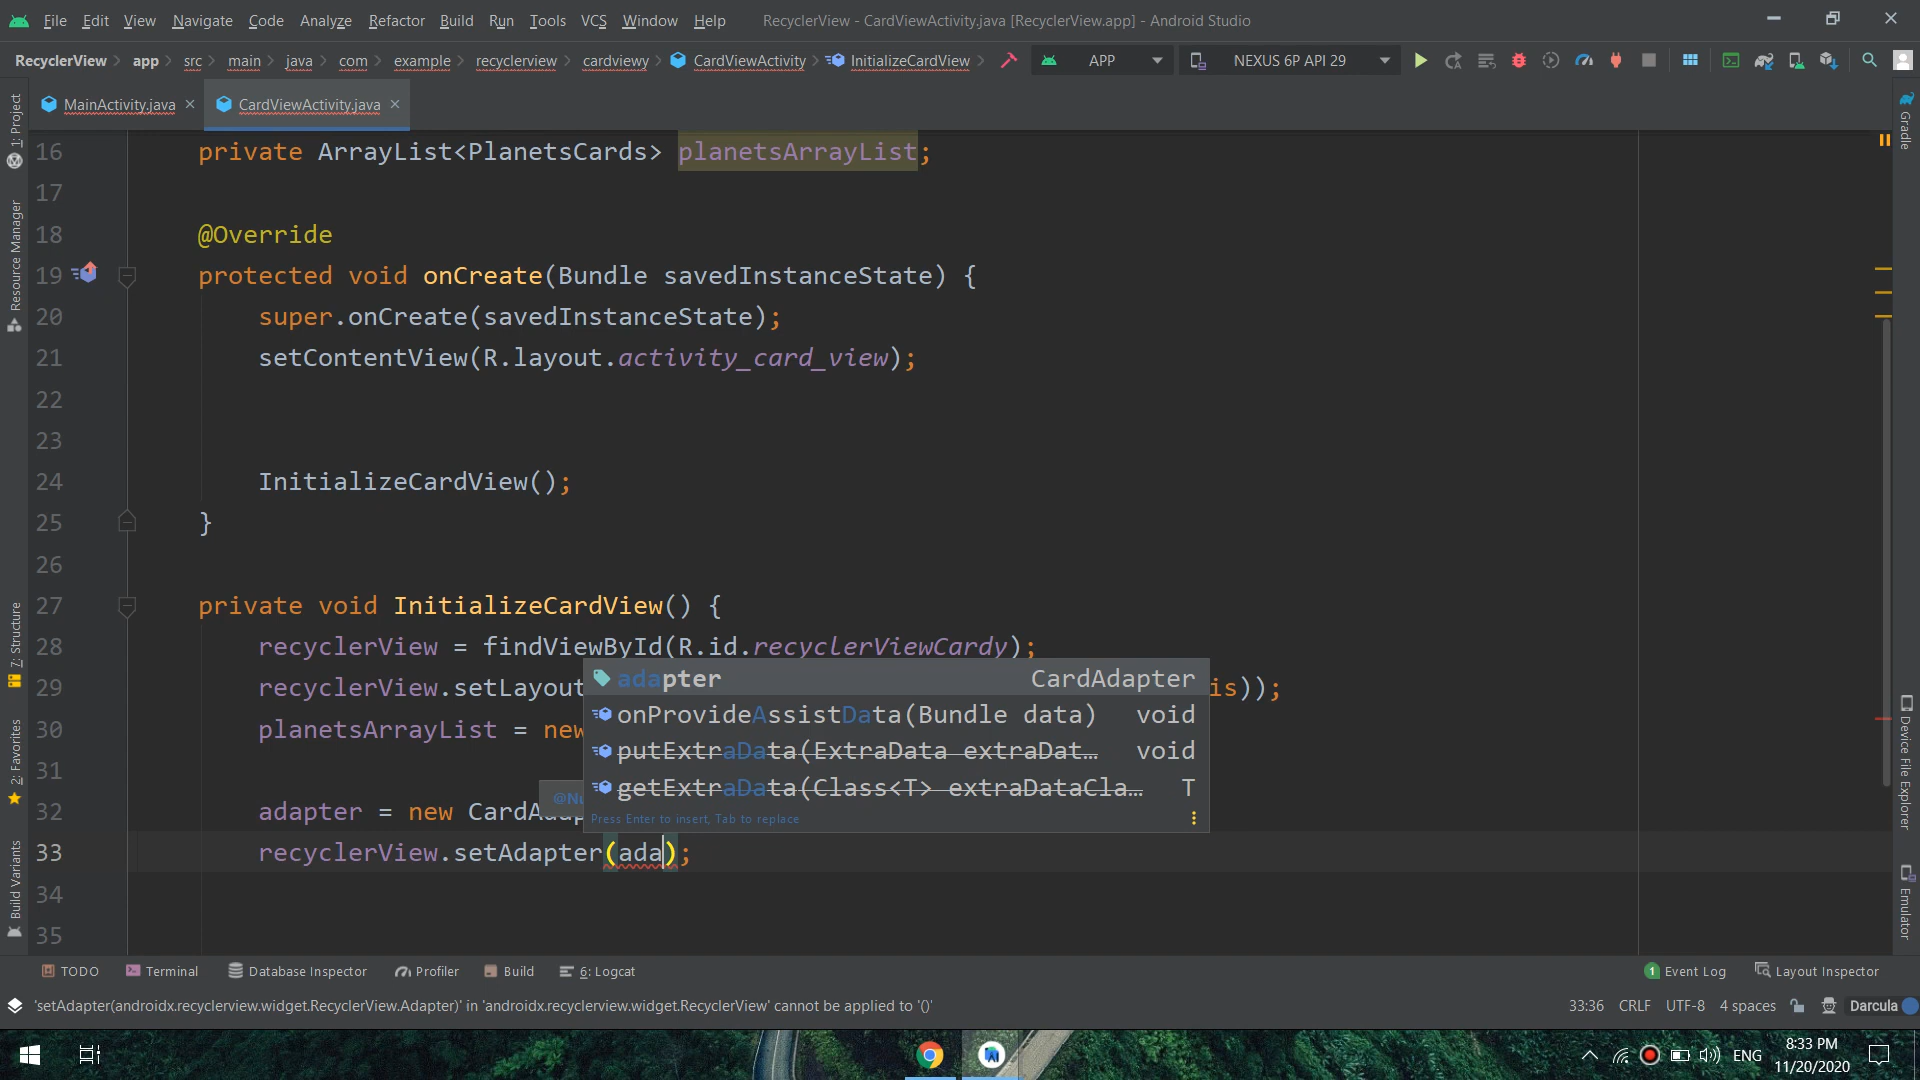 File Edit View Navigate Code Analyze Refactor Build Run Tools VCS Window Help RecyclerView - CardViewActivity.java [RecyclerView.app] - Android Studio
RecyclerView app src main java com example recyclerview cardviewy CardViewActivity InitializeCardView APP NEXUS 6P API 29
MainActivity.java CardViewActivity.java
1: Project
Resource Manager
7: Structure
2: Favorites
Build Variants
16 private ArrayList<PlanetsCards> planetsArrayList;
17
18 @Override
19 protected void onCreate(Bundle savedInstanceState) {
20 super.onCreate(savedInstanceState);
21 setContentView(R.layout.activity_card_view);
22
23
24 InitializeCardView();
25 }
26
27 private void InitializeCardView() {
28 recyclerView = findViewById(R.id.recyclerViewCardy);
29 recyclerView.setLayout is));
30 planetsArrayList = new
31
32 adapter = new CardAdap
33 recyclerView.setAdapter(ada);
34
35
adapter CardAdapter
onProvideAssistData(Bundle data) void
putExtraData(ExtraData extraDat… void
getExtraData(Class<T> extraDataCla… T
Press Enter to insert, Tab to replace
@Nu
Gradle
Device File Explorer
Emulator
TODO Terminal Database Inspector Profiler Build 6: Logcat 1 Event Log Layout Inspector
'setAdapter(androidx.recyclerview.widget.RecyclerView.Adapter)' in 'androidx.recyclerview.widget.RecyclerView' cannot be applied to '()' 33:36 CRLF UTF-8 4 spaces Darcula
ENG 8:33 PM
11/20/2020